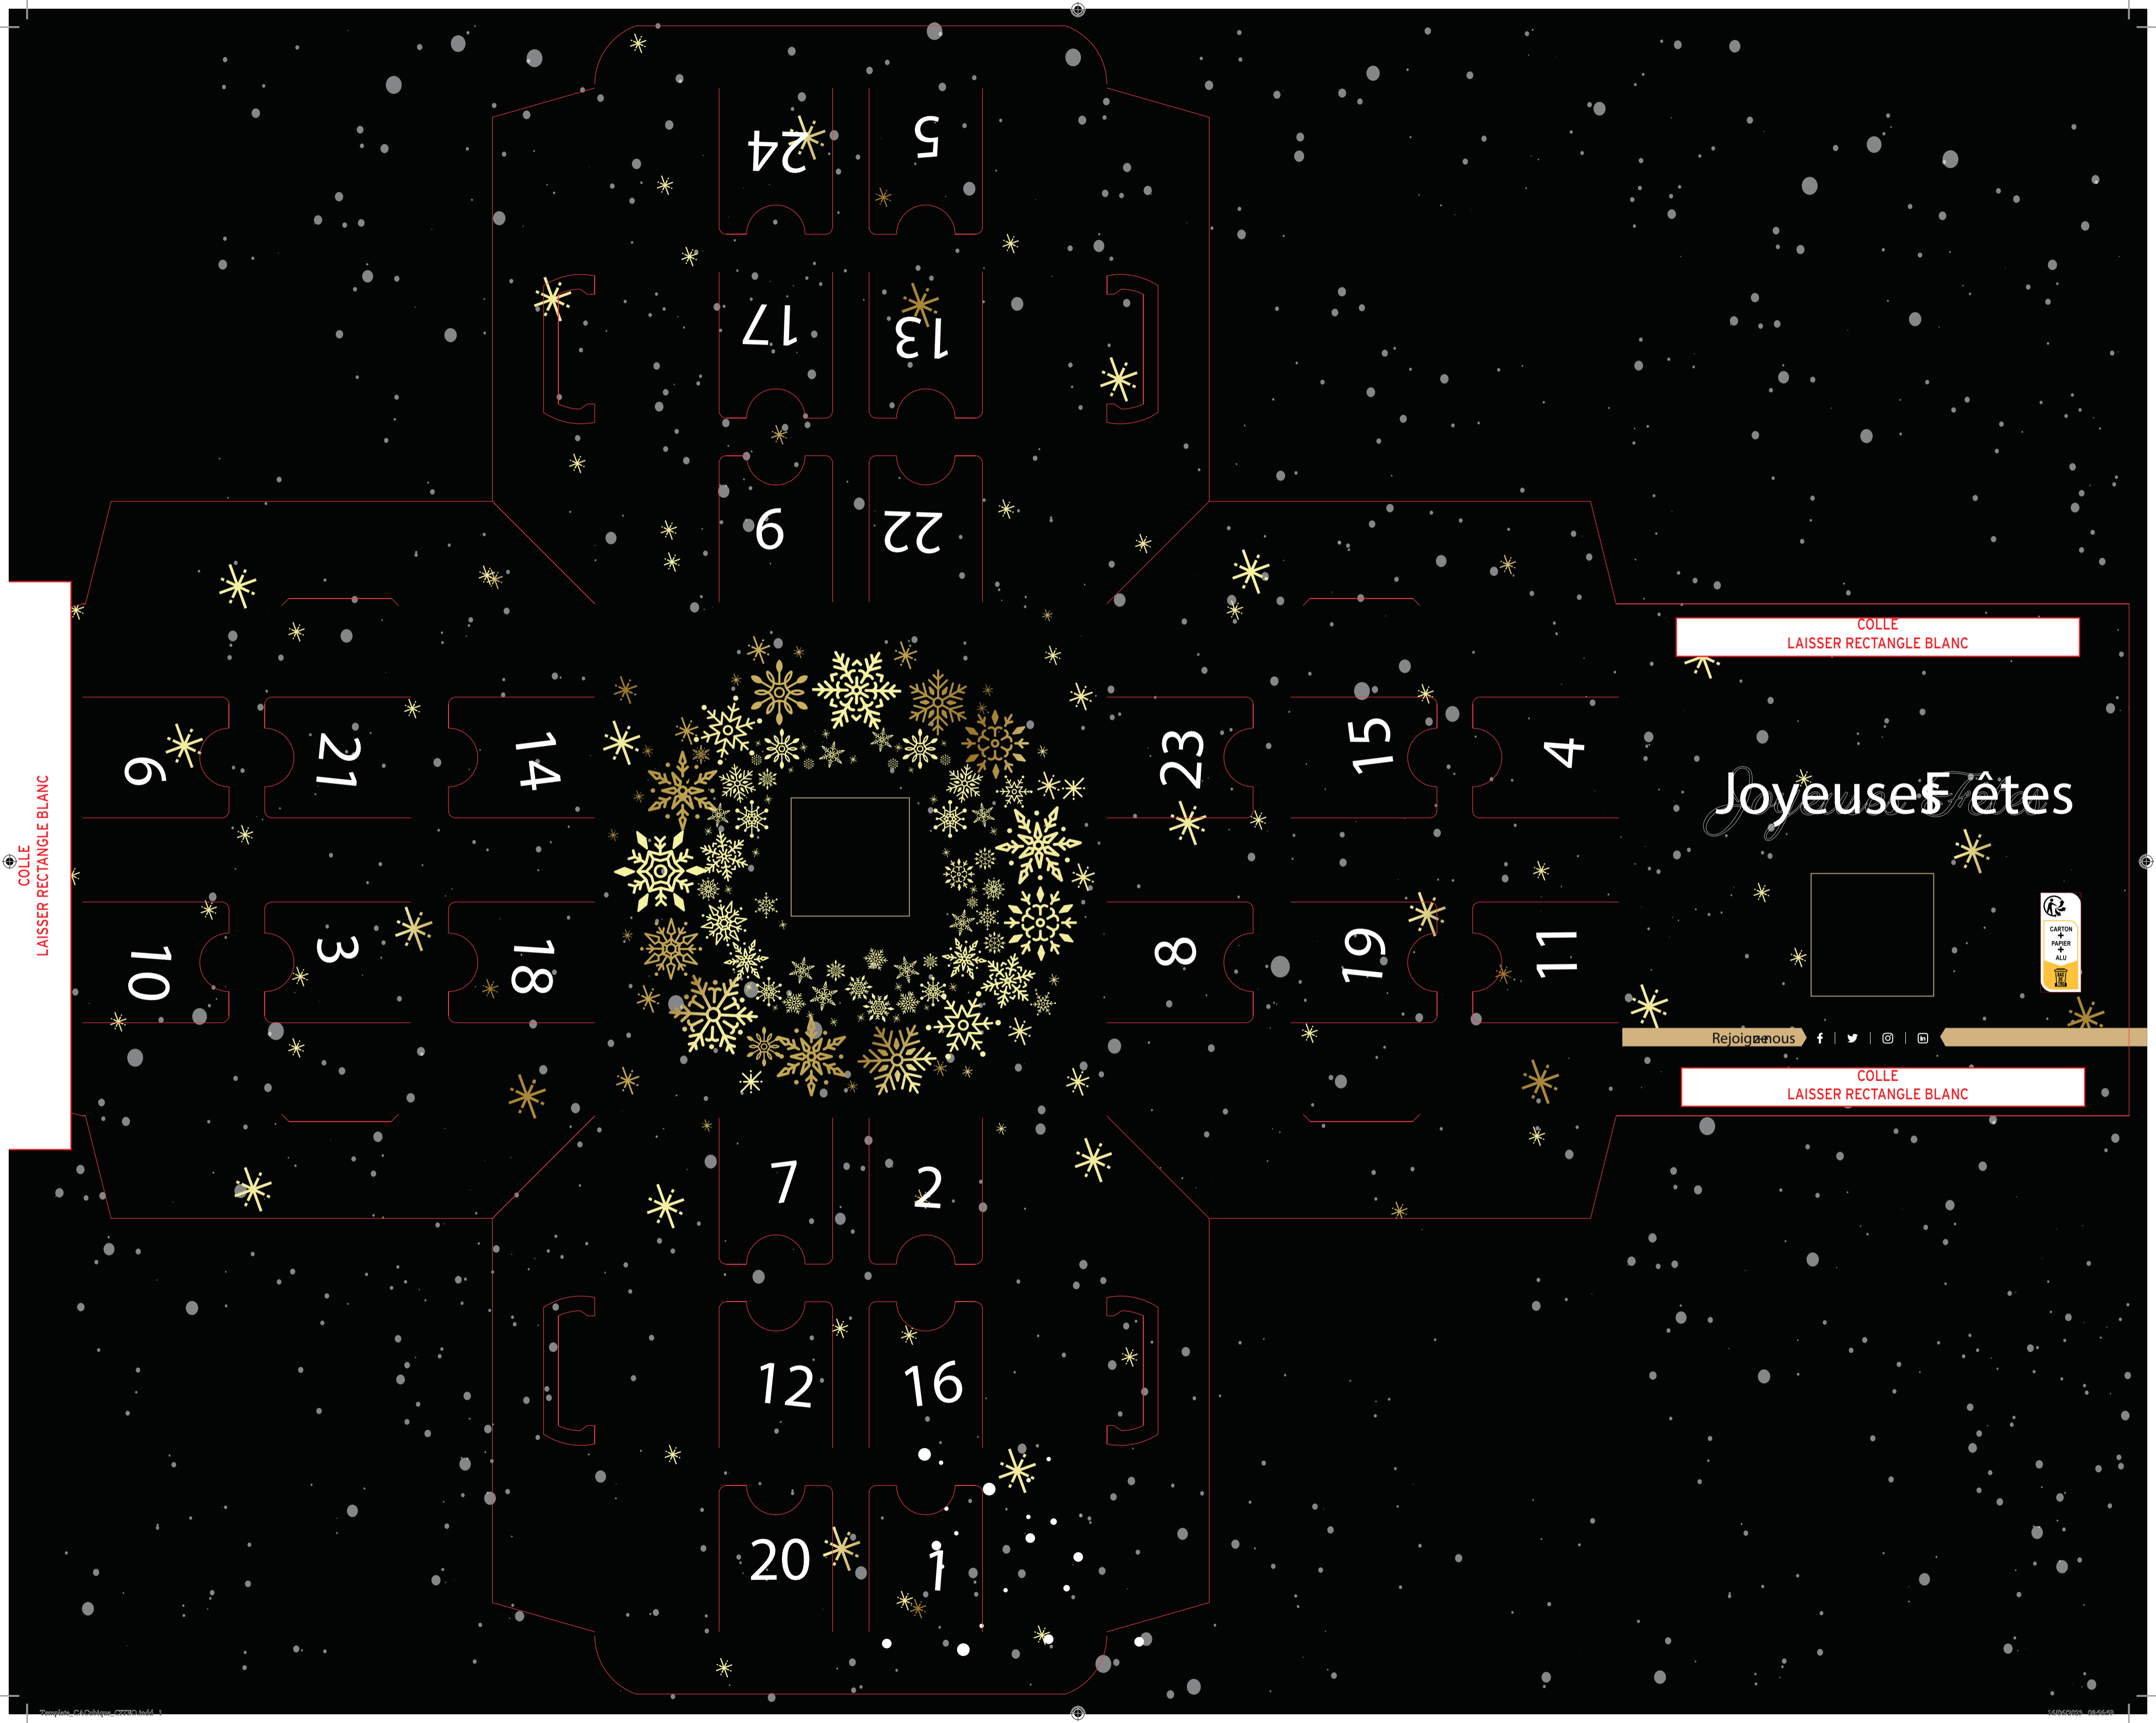 24
5
17
13
9
22
COLLE
LAISSER RECTANGLE BLANC
6
21
14
23
15
4
Joyeuses Fêtes
COLLE
LAISSER RECTANGLE BLANC
10
3
18
8
19
11
CARTON
+
PAPIER
+
ALU
Rejoignez-nous
COLLE
LAISSER RECTANGLE BLANC
7
2
12
16
20
1